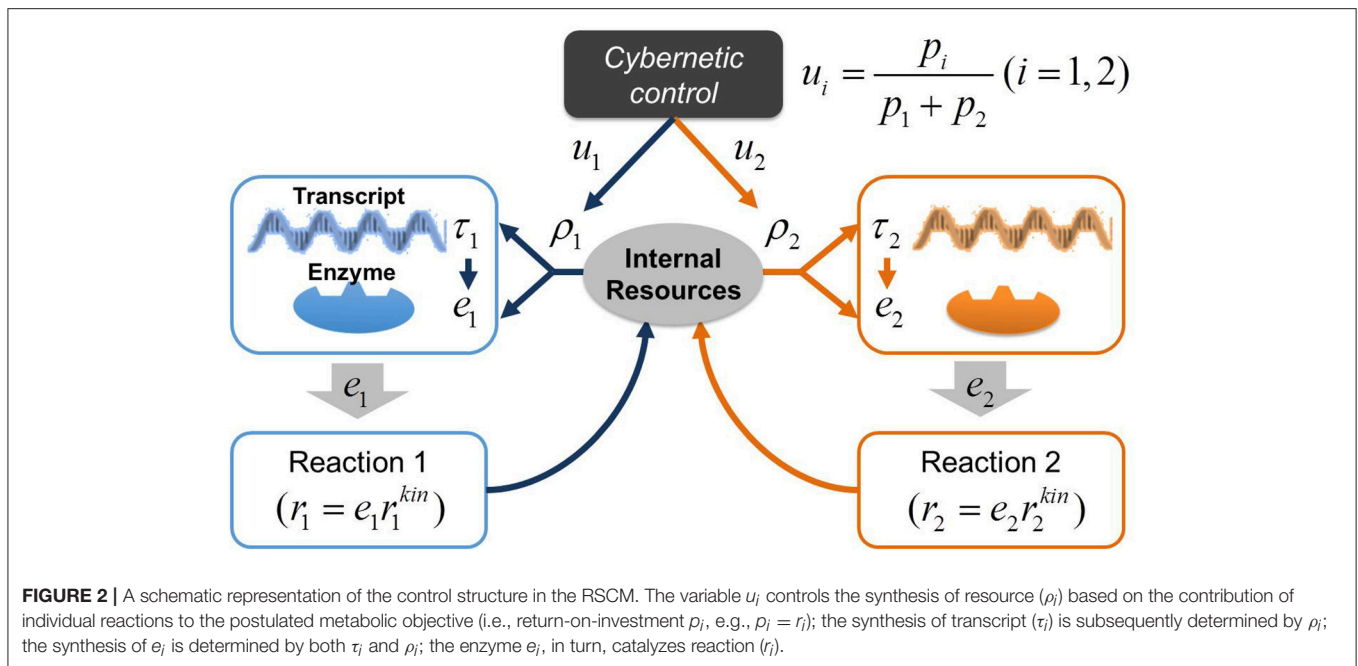 Cybernetic
control
u_i = p_i / (p_1 + p_2) (i = 1, 2)
u_1
u_2
Transcript
τ_1
Enzyme
e_1
ρ_1
Internal
Resources
ρ_2
τ_2
e_2
e_1
e_2
Reaction 1
(r_1 = e_1 r_1^{kin})
Reaction 2
(r_2 = e_2 r_2^{kin})
FIGURE 2 | A schematic representation of the control structure in the RSCM. The variable u_i controls the synthesis of resource (ρ_i) based on the contribution of
individual reactions to the postulated metabolic objective (i.e., return-on-investment p_i, e.g., p_i = r_i); the synthesis of transcript (τ_i) is subsequently determined by ρ_i;
the synthesis of e_i is determined by both τ_i and ρ_i; the enzyme e_i, in turn, catalyzes reaction (r_i).